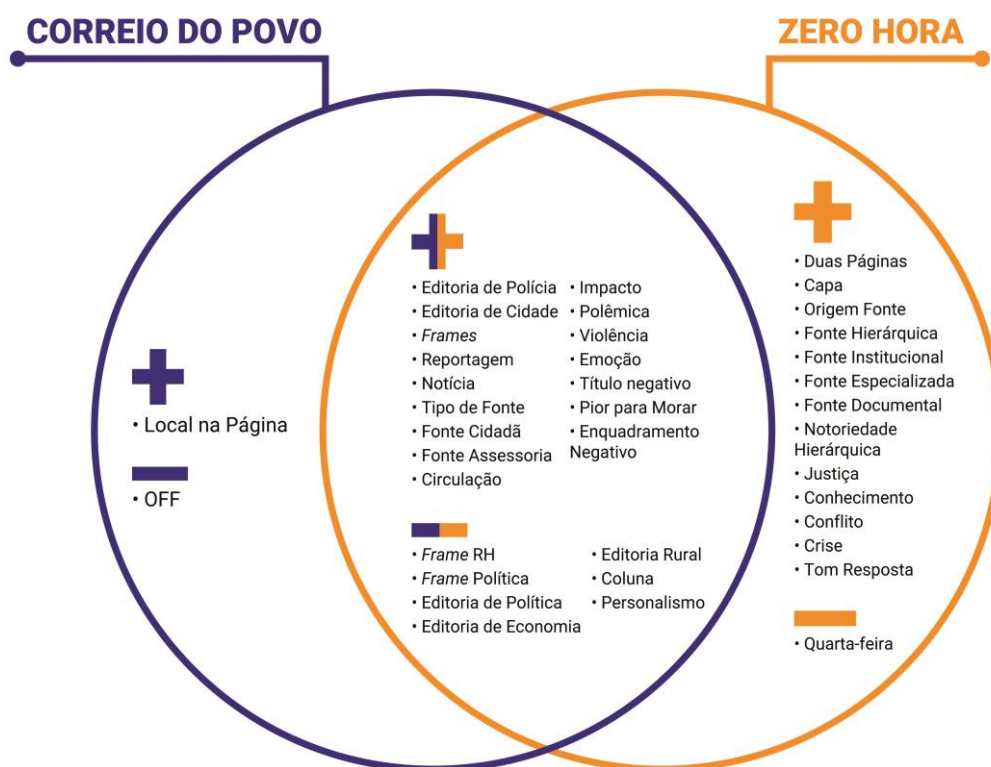 CORREIO DO POVO
ZERO HORA
• Local na Página
• OFF
• Editoria de Polícia
• Editoria de Cidade
• Frames
• Reportagem
• Notícia
• Tipo de Fonte
• Fonte Cidadã
• Fonte Assessoria
• Circulação
• Impacto
• Polêmica
• Violência
• Emoção
• Título negativo
• Pior para Morar
• Enquadramento
Negativo
• Frame RH
• Frame Política
• Editoria de Política
• Editoria de Economia
• Editoria Rural
• Coluna
• Personalismo
• Duas Páginas
• Capa
• Origem Fonte
• Fonte Hierárquica
• Fonte Institucional
• Fonte Especializada
• Fonte Documental
• Notoriedade
Hierárquica
• Justiça
• Conhecimento
• Conflito
• Crise
• Tom Resposta
• Quarta-feira